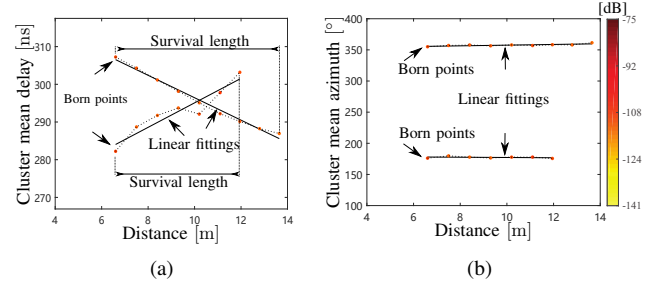 [dB]
310
300
290
280
270
Cluster mean delay [ns]
Survival length
Born points
Linear fittings
Survival length
4
6
8
10
12
14
Distance [m]
(a)
400
350
300
250
200
150
100
Cluster mean azimuth [°]
Born points
Linear fittings
Born points
4
6
8
10
12
14
Distance [m]
(b)
-75
-92
-107
-124
-141